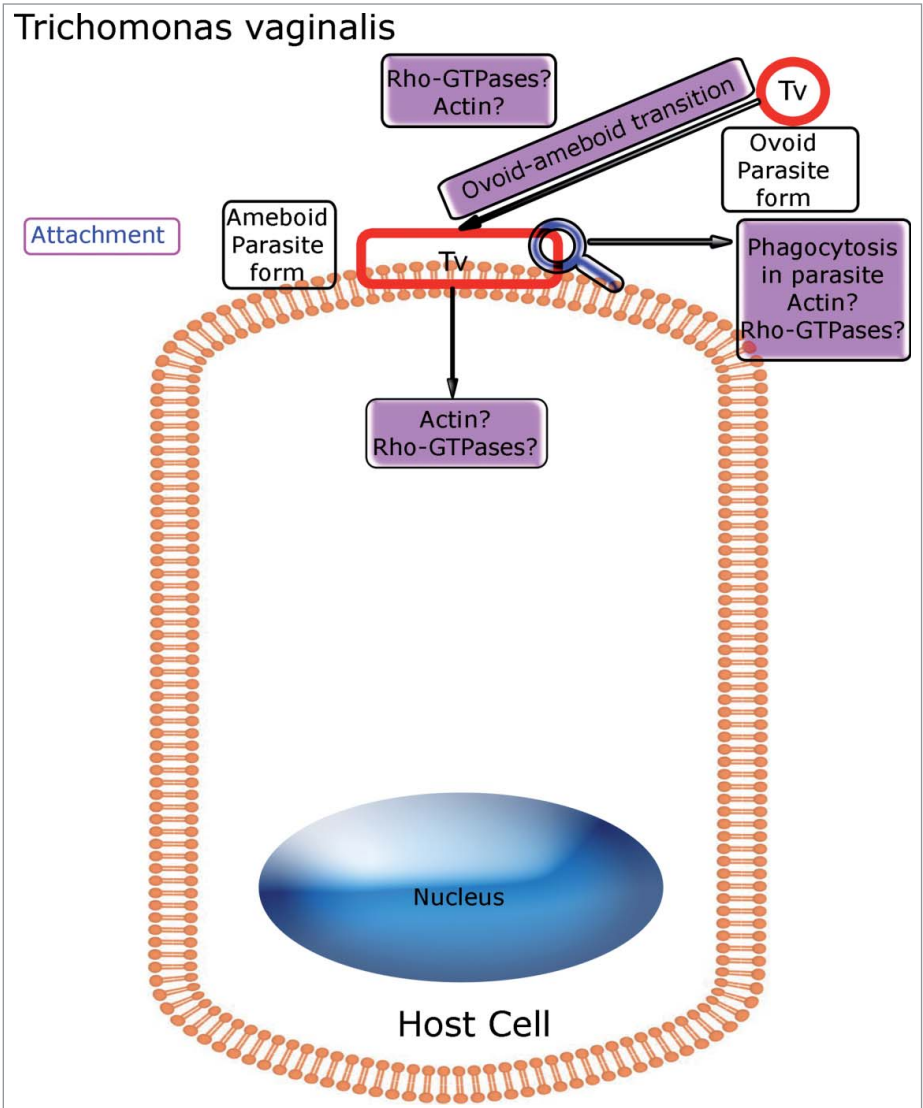 Trichomonas vaginalis
Rho-GTPases?
Actin?
Ovoid-ameboid transition
Tv
Ovoid
Parasite
form
Attachment
Ameboid
Parasite
form
Tv
Phagocytosis
in parasite
Actin?
Rho-GTPases?
Actin?
Rho-GTPases?
Nucleus
Host Cell